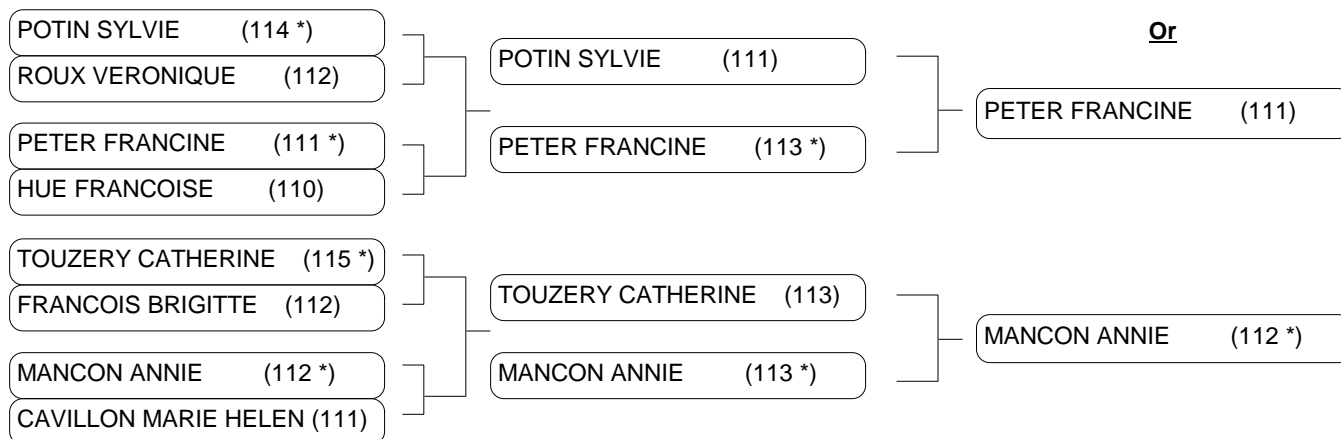 POTIN SYLVIE (114 *)
ROUX VERONIQUE (112)
PETER FRANCINE (111 *)
HUE FRANCOISE (110)
TOUZERY CATHERINE (115 *)
FRANCOIS BRIGITTE (112)
MANCON ANNIE (112 *)
CAVILLON MARIE HELEN (111)
POTIN SYLVIE (111)
PETER FRANCINE (113 *)
TOUZERY CATHERINE (113)
MANCON ANNIE (113 *)
Or
PETER FRANCINE (111)
MANCON ANNIE (112 *)